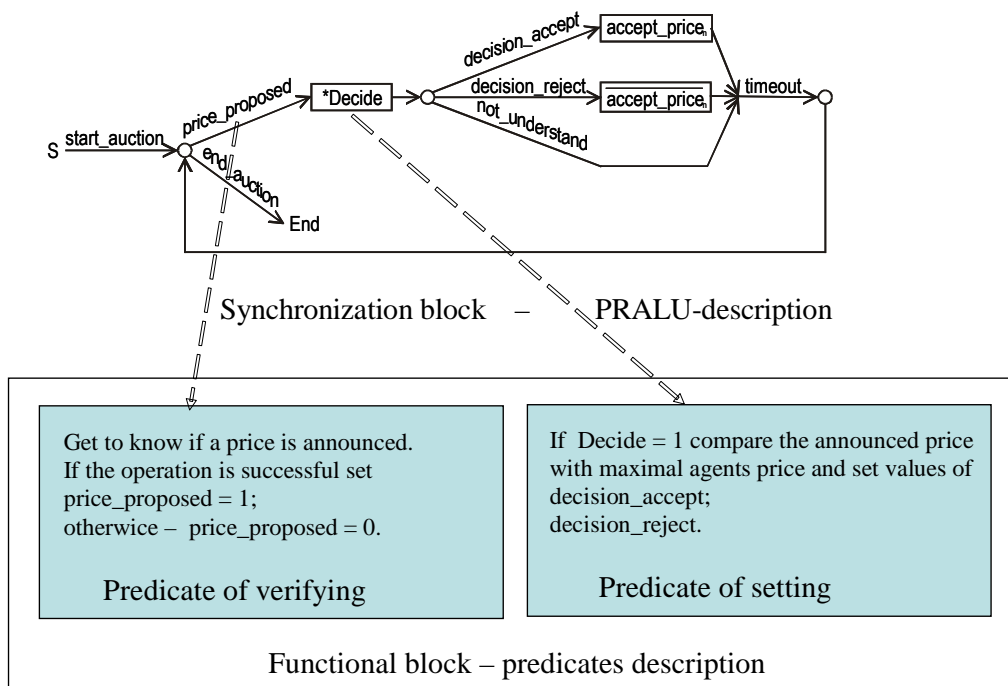 decision_accept
accept_priceₙ
price_proposed
*Decide
decision_reject
accept_priceₙ
timeout
not_understand
S
start_auction
end_auction
End
Synchronization block – PRALU-description
Get to know if a price is announced.
If the operation is successful set
price_proposed = 1;
otherwice – price_proposed = 0.
Predicate of verifying
If Decide = 1 compare the announced price
with maximal agents price and set values of
decision_accept;
decision_reject.
Predicate of setting
Functional block – predicates description